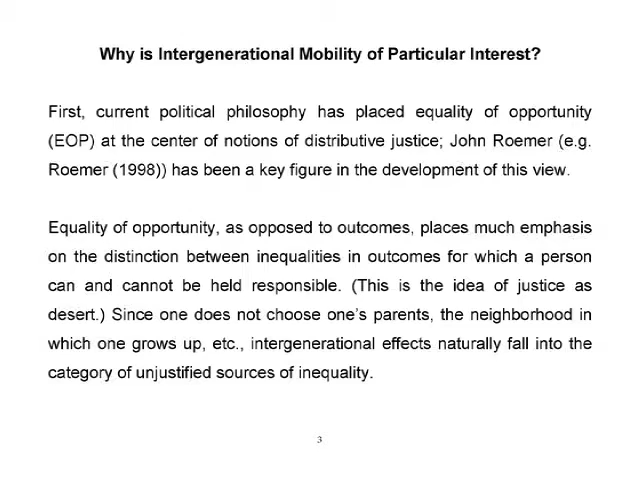 Why is Intergenerational Mobility of Particular Interest?
First, current political philosophy has placed equality of opportunity
(EOP) at the center of notions of distributive justice; John Roemer (e.g.
Roemer (1998)) has been a key figure in the development of this view.
Equality of opportunity, as opposed to outcomes, places much emphasis
on the distinction between inequalities in outcomes for which a person
can and cannot be held responsible. (This is the idea of justice as
desert.) Since one does not choose one’s parents, the neighborhood in
which one grows up, etc., intergenerational effects naturally fall into the
category of unjustified sources of inequality.
3